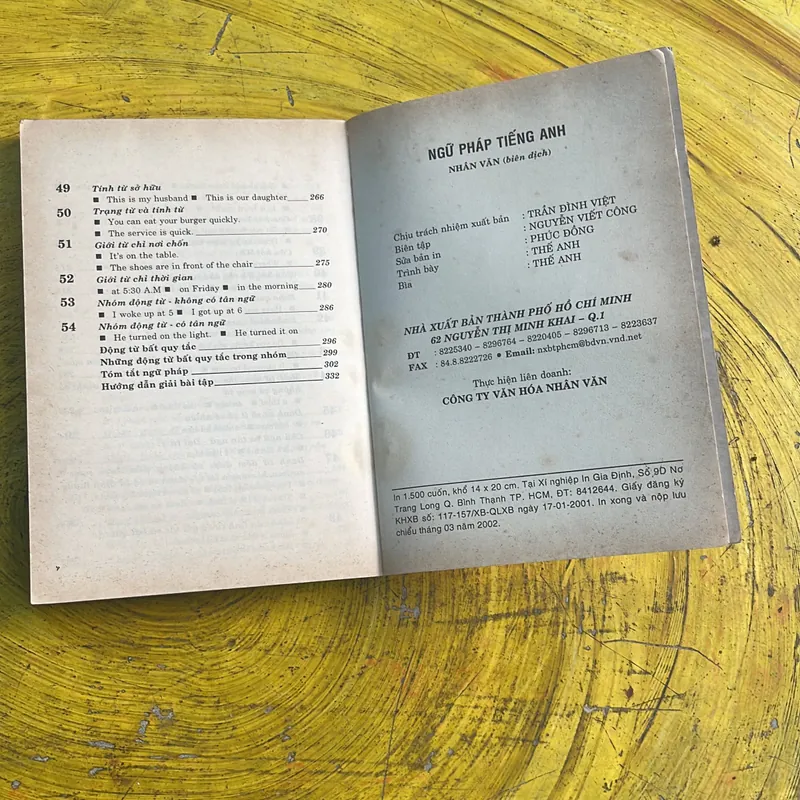 49 Tính từ sở hữu
■ This is my husband ■ This is our daughter 266
50 Trạng từ và tính từ
■ You can eat your burger quickly.
■ The service is quick. 270
51 Giới từ chỉ nơi chốn
■ It's on the table.
■ The shoes are in front of the chair 275
52 Giới từ chỉ thời gian
■ at 5:30 A.M ■ on Friday ■ in the morning 280
53 Nhóm động từ - không có tân ngữ
■ I woke up at 5 ■ I got up at 6 286
54 Nhóm động từ - có tân ngữ
■ He turned on the light. ■ He turned it on
Động từ bất quy tắc 296
Những động từ bất quy tắc trong nhóm 299
Tóm tắt ngữ pháp 302
Hướng dẫn giải bài tập 332
NGỮ PHÁP TIẾNG ANH
NHÂN VĂN (biên dịch)
Chịu trách nhiệm xuất bản : TRẦN ĐÌNH VIỆT
Biên tập : NGUYỄN VIẾT CÔNG
Sửa bản in : PHÚC ĐỒNG
Trình bày : THẾ ANH
Bìa : THẾ ANH
NHÀ XUẤT BẢN THÀNH PHỐ HỒ CHÍ MINH
62 NGUYỄN THỊ MINH KHAI – Q.1
ĐT : 8225340 - 8296764 – 8220405 – 8296713 – 8223637
FAX : 84.8.8222726 • Email: nxbtphcm@bdvn.vnd.net
Thực hiện liên doanh:
CÔNG TY VĂN HÓA NHÂN VĂN
In 1.500 cuốn, khổ 14 x 20 cm. Tại Xí nghiệp In Gia Định, Số 9D Nơ
Trang Long Q. Bình Thạnh TP. HCM, ĐT: 8412644. Giấy đăng ký
KHXB số: 117-157/XB-QLXB ngày 17-01-2001. In xong và nộp lưu
chiểu tháng 03 năm 2002.